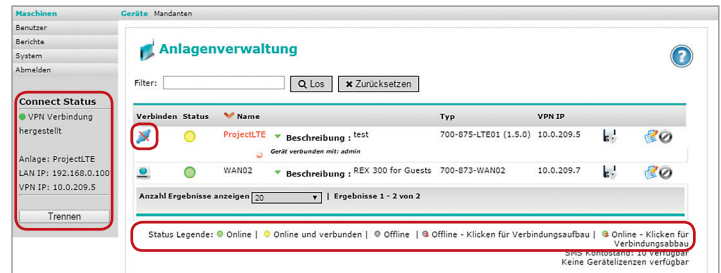 Maschinen
Geräte Mandanten
Benutzer
Berichte
System
Abmelden
Connect Status
VPN Verbindung
hergestellt
Anlage: ProjectLTE
LAN IP: 192.168.0.100
VPN IP: 10.0.209.5
Trennen
Anlagenverwaltung
?
Filter: Los Zurücksetzen
Verbinden Status Name Typ VPN IP
ProjectLTE Beschreibung : test 700-875-LTE01 (1.5.0) 10.0.209.5
Gerät verbunden mit: admin
WAN02 Beschreibung : REX 300 for Guests 700-873-WAN02 10.0.209.7
Anzahl Ergebnisse anzeigen 20 | Ergebnisse 1 - 2 von 2
Status Legende: Online | Online und verbunden | Offline | Offline - Klicken für Verbindungsaufbau | Online - Klicken für
Verbindungsabbau
SMS Kontostand: 10 verfügbar
Keine Gerätelizenzen verfügbar